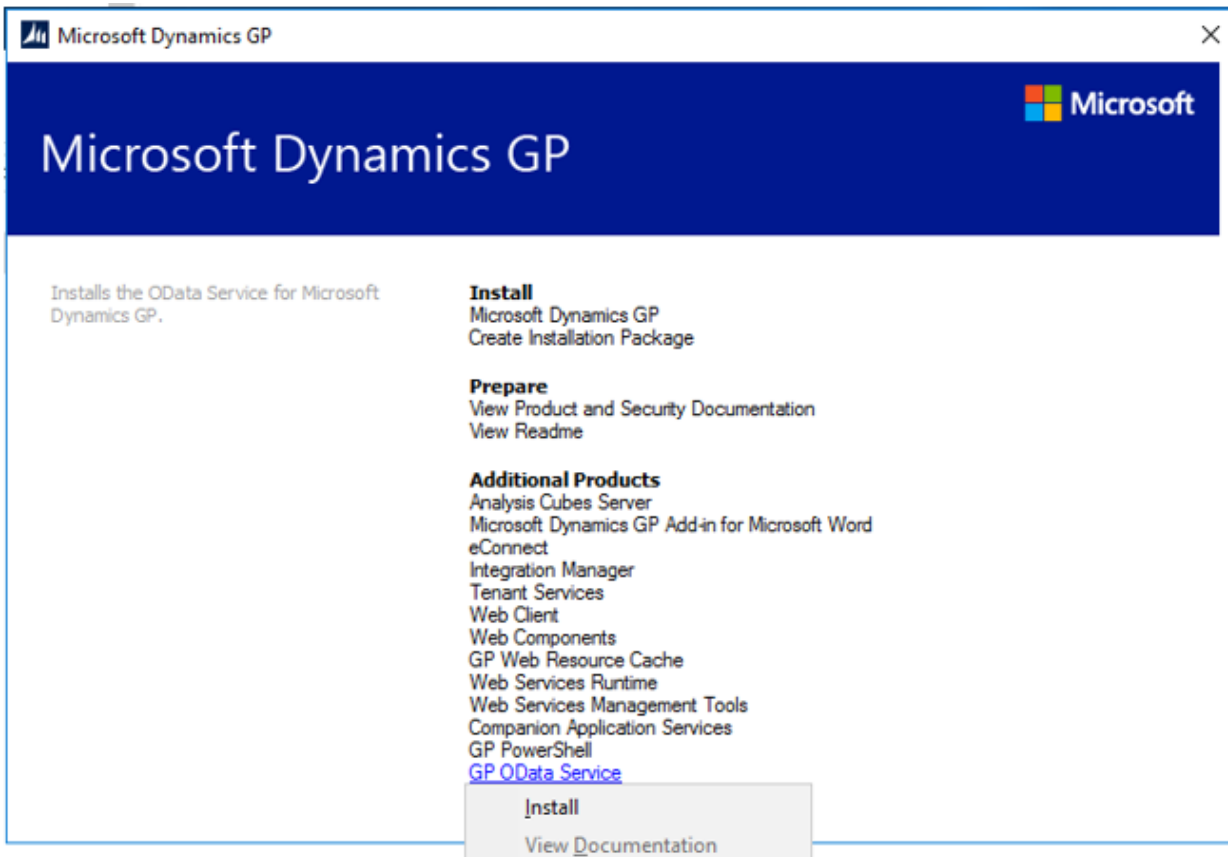 Microsoft Dynamics GP
Microsoft
Microsoft Dynamics GP
Installs the OData Service for Microsoft
Dynamics GP.
Install
Microsoft Dynamics GP
Create Installation Package
Prepare
View Product and Security Documentation
View Readme
Additional Products
Analysis Cubes Server
Microsoft Dynamics GP Add-in for Microsoft Word
eConnect
Integration Manager
Tenant Services
Web Client
Web Components
GP Web Resource Cache
Web Services Runtime
Web Services Management Tools
Companion Application Services
GP PowerShell
GP OData Service
Install
View Documentation